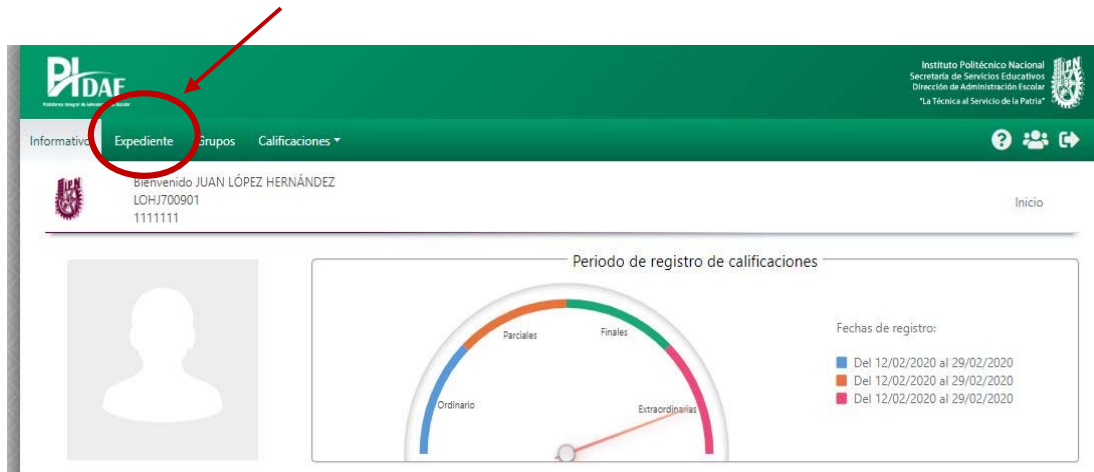 PIDAE
Instituto Politécnico Nacional
Secretaría de Servicios Educativos
Dirección de Administración Escolar
"La Técnica al Servicio de la Patria"
Informativo Expediente Grupos Calificaciones
Bienvenido JUAN LÓPEZ HERNÁNDEZ
LOHJ700901
1111111
Inicio
Periodo de registro de calificaciones
Parciales Finales
Ordinario Extraordinarias
Fechas de registro:
Del 12/02/2020 al 29/02/2020
Del 12/02/2020 al 29/02/2020
Del 12/02/2020 al 29/02/2020